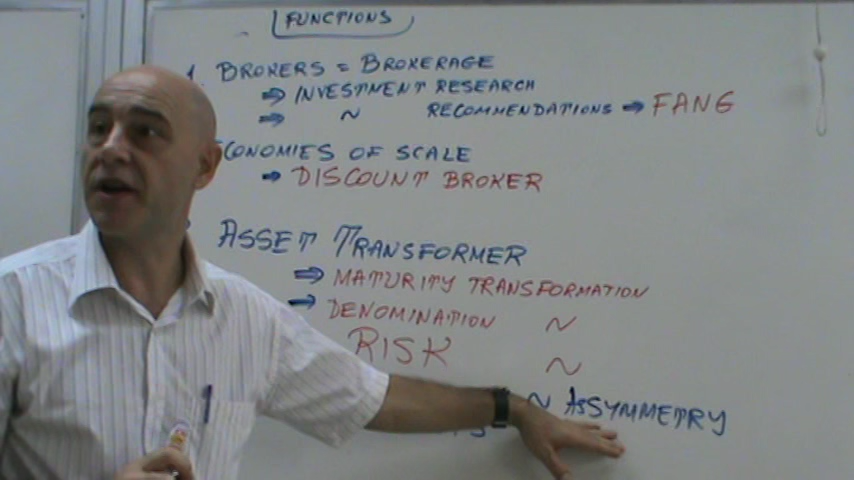 FUNCTIONS
1. BROKERS = BROKERAGE
⇒ INVESTMENT RESEARCH
⇒ ~ RECOMMENDATIONS ⇒ FANG
ECONOMIES OF SCALE
⇒ DISCOUNT BROKER
ASSET TRANSFORMER
⇒ MATURITY TRANSFORMATION
⇒ DENOMINATION ~
RISK ~
~ ASSYMMETRY